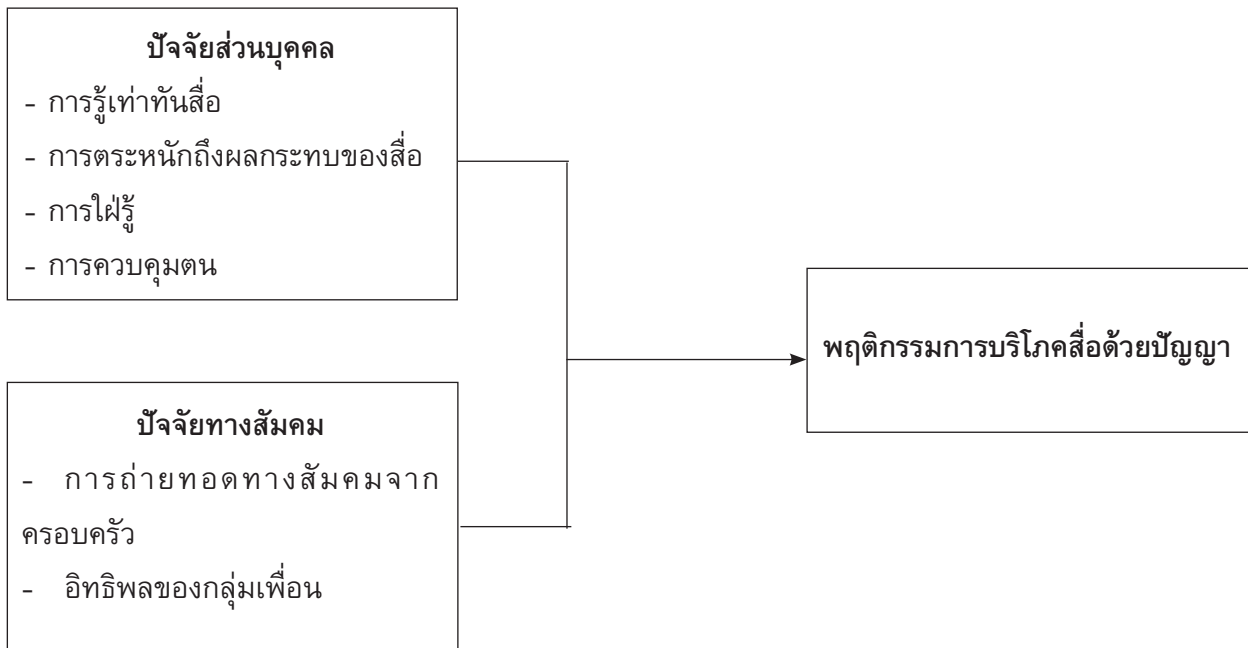 ปัจจัยส่วนบุคคล
- การรู้เท่าทันสื่อ
- การตระหนักถึงผลกระทบของสื่อ
- การใฝ่รู้
- การควบคุมตน
พฤติกรรมการบริโภคสื่อด้วยปัญญา
ปัจจัยทางสัมคม
- การถ่ายทอดทางสัมคมจาก
ครอบครัว
- อิทธิพลของกลุ่มเพื่อน